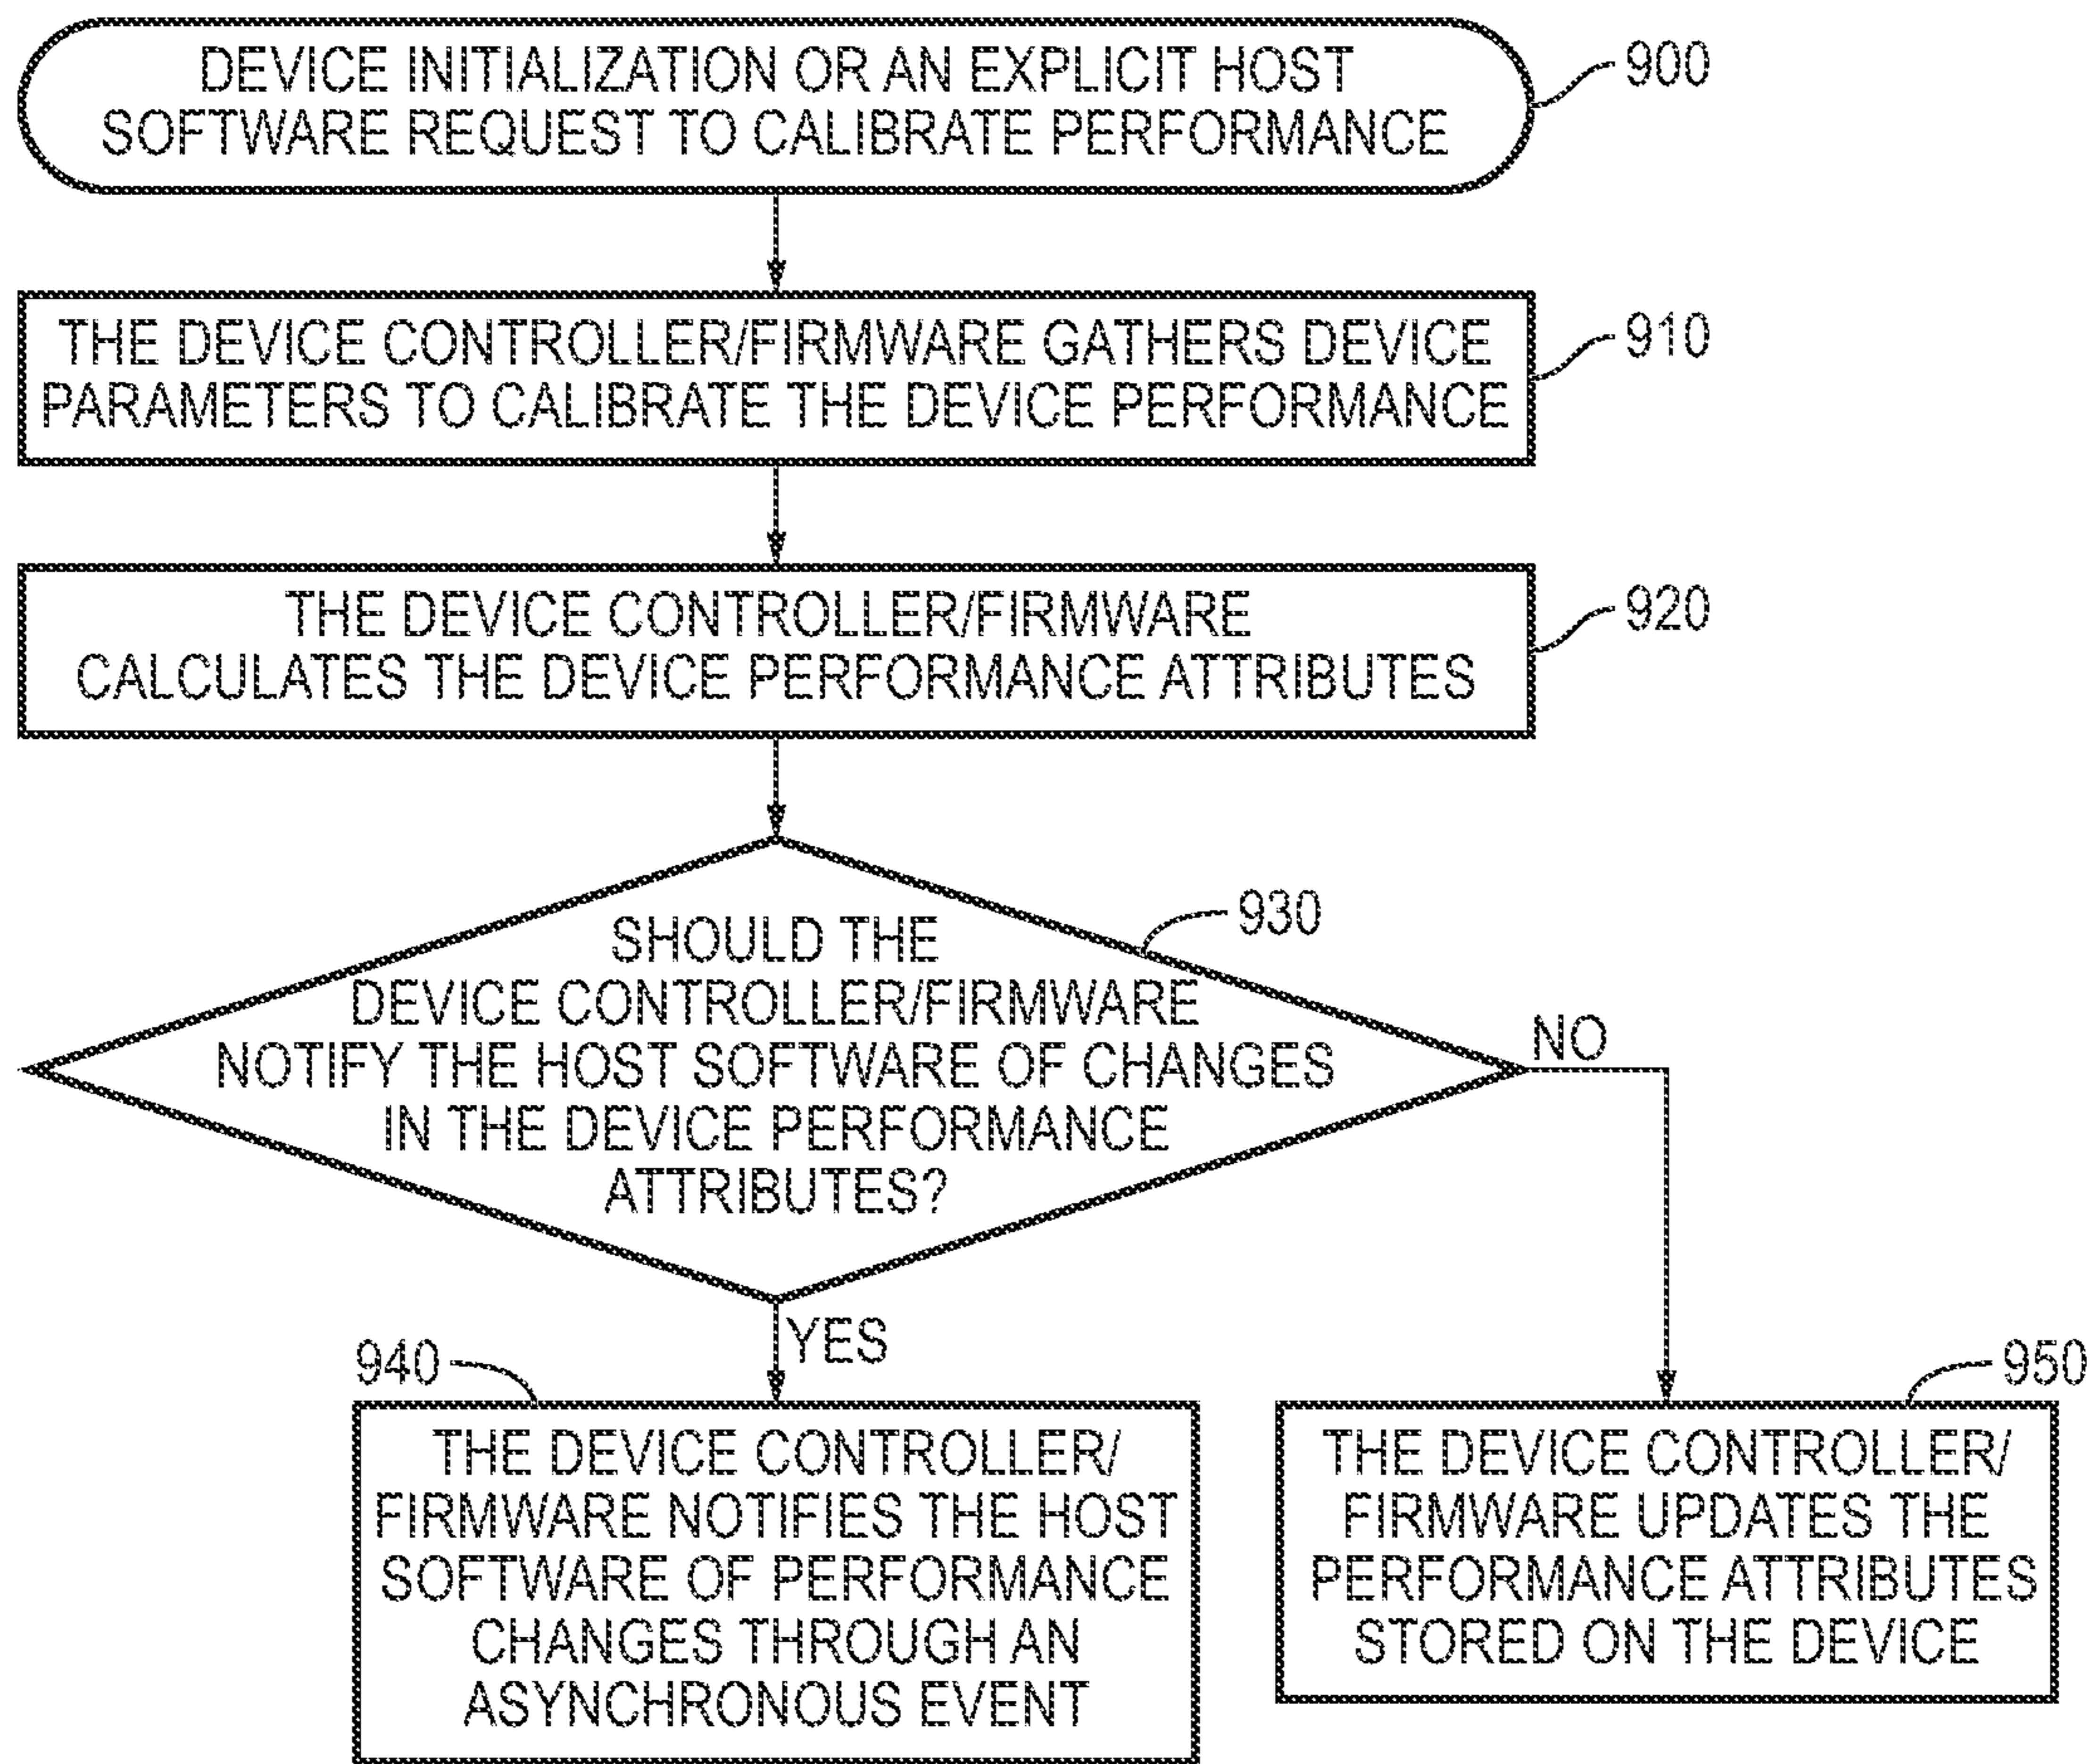 DEVICE INITIALIZATION OR AN EXPLICIT HOST
SOFTWARE REQUEST TO CALIBRATE PERFORMANCE
900
THE DEVICE CONTROLLER/FIRMWARE GATHERS DEVICE
PARAMETERS TO CALIBRATE THE DEVICE PERFORMANCE
910
THE DEVICE CONTROLLER/FIRMWARE
CALCULATES THE DEVICE PERFORMANCE ATTRIBUTES
920
SHOULD THE
DEVICE CONTROLLER/FIRMWARE
NOTIFY THE HOST SOFTWARE OF CHANGES
IN THE DEVICE PERFORMANCE
ATTRIBUTES?
930
NO
YES
940
THE DEVICE CONTROLLER/
FIRMWARE NOTIFIES THE HOST
SOFTWARE OF PERFORMANCE
CHANGES THROUGH AN
ASYNCHRONOUS EVENT
950
THE DEVICE CONTROLLER/
FIRMWARE UPDATES THE
PERFORMANCE ATTRIBUTES
STORED ON THE DEVICE